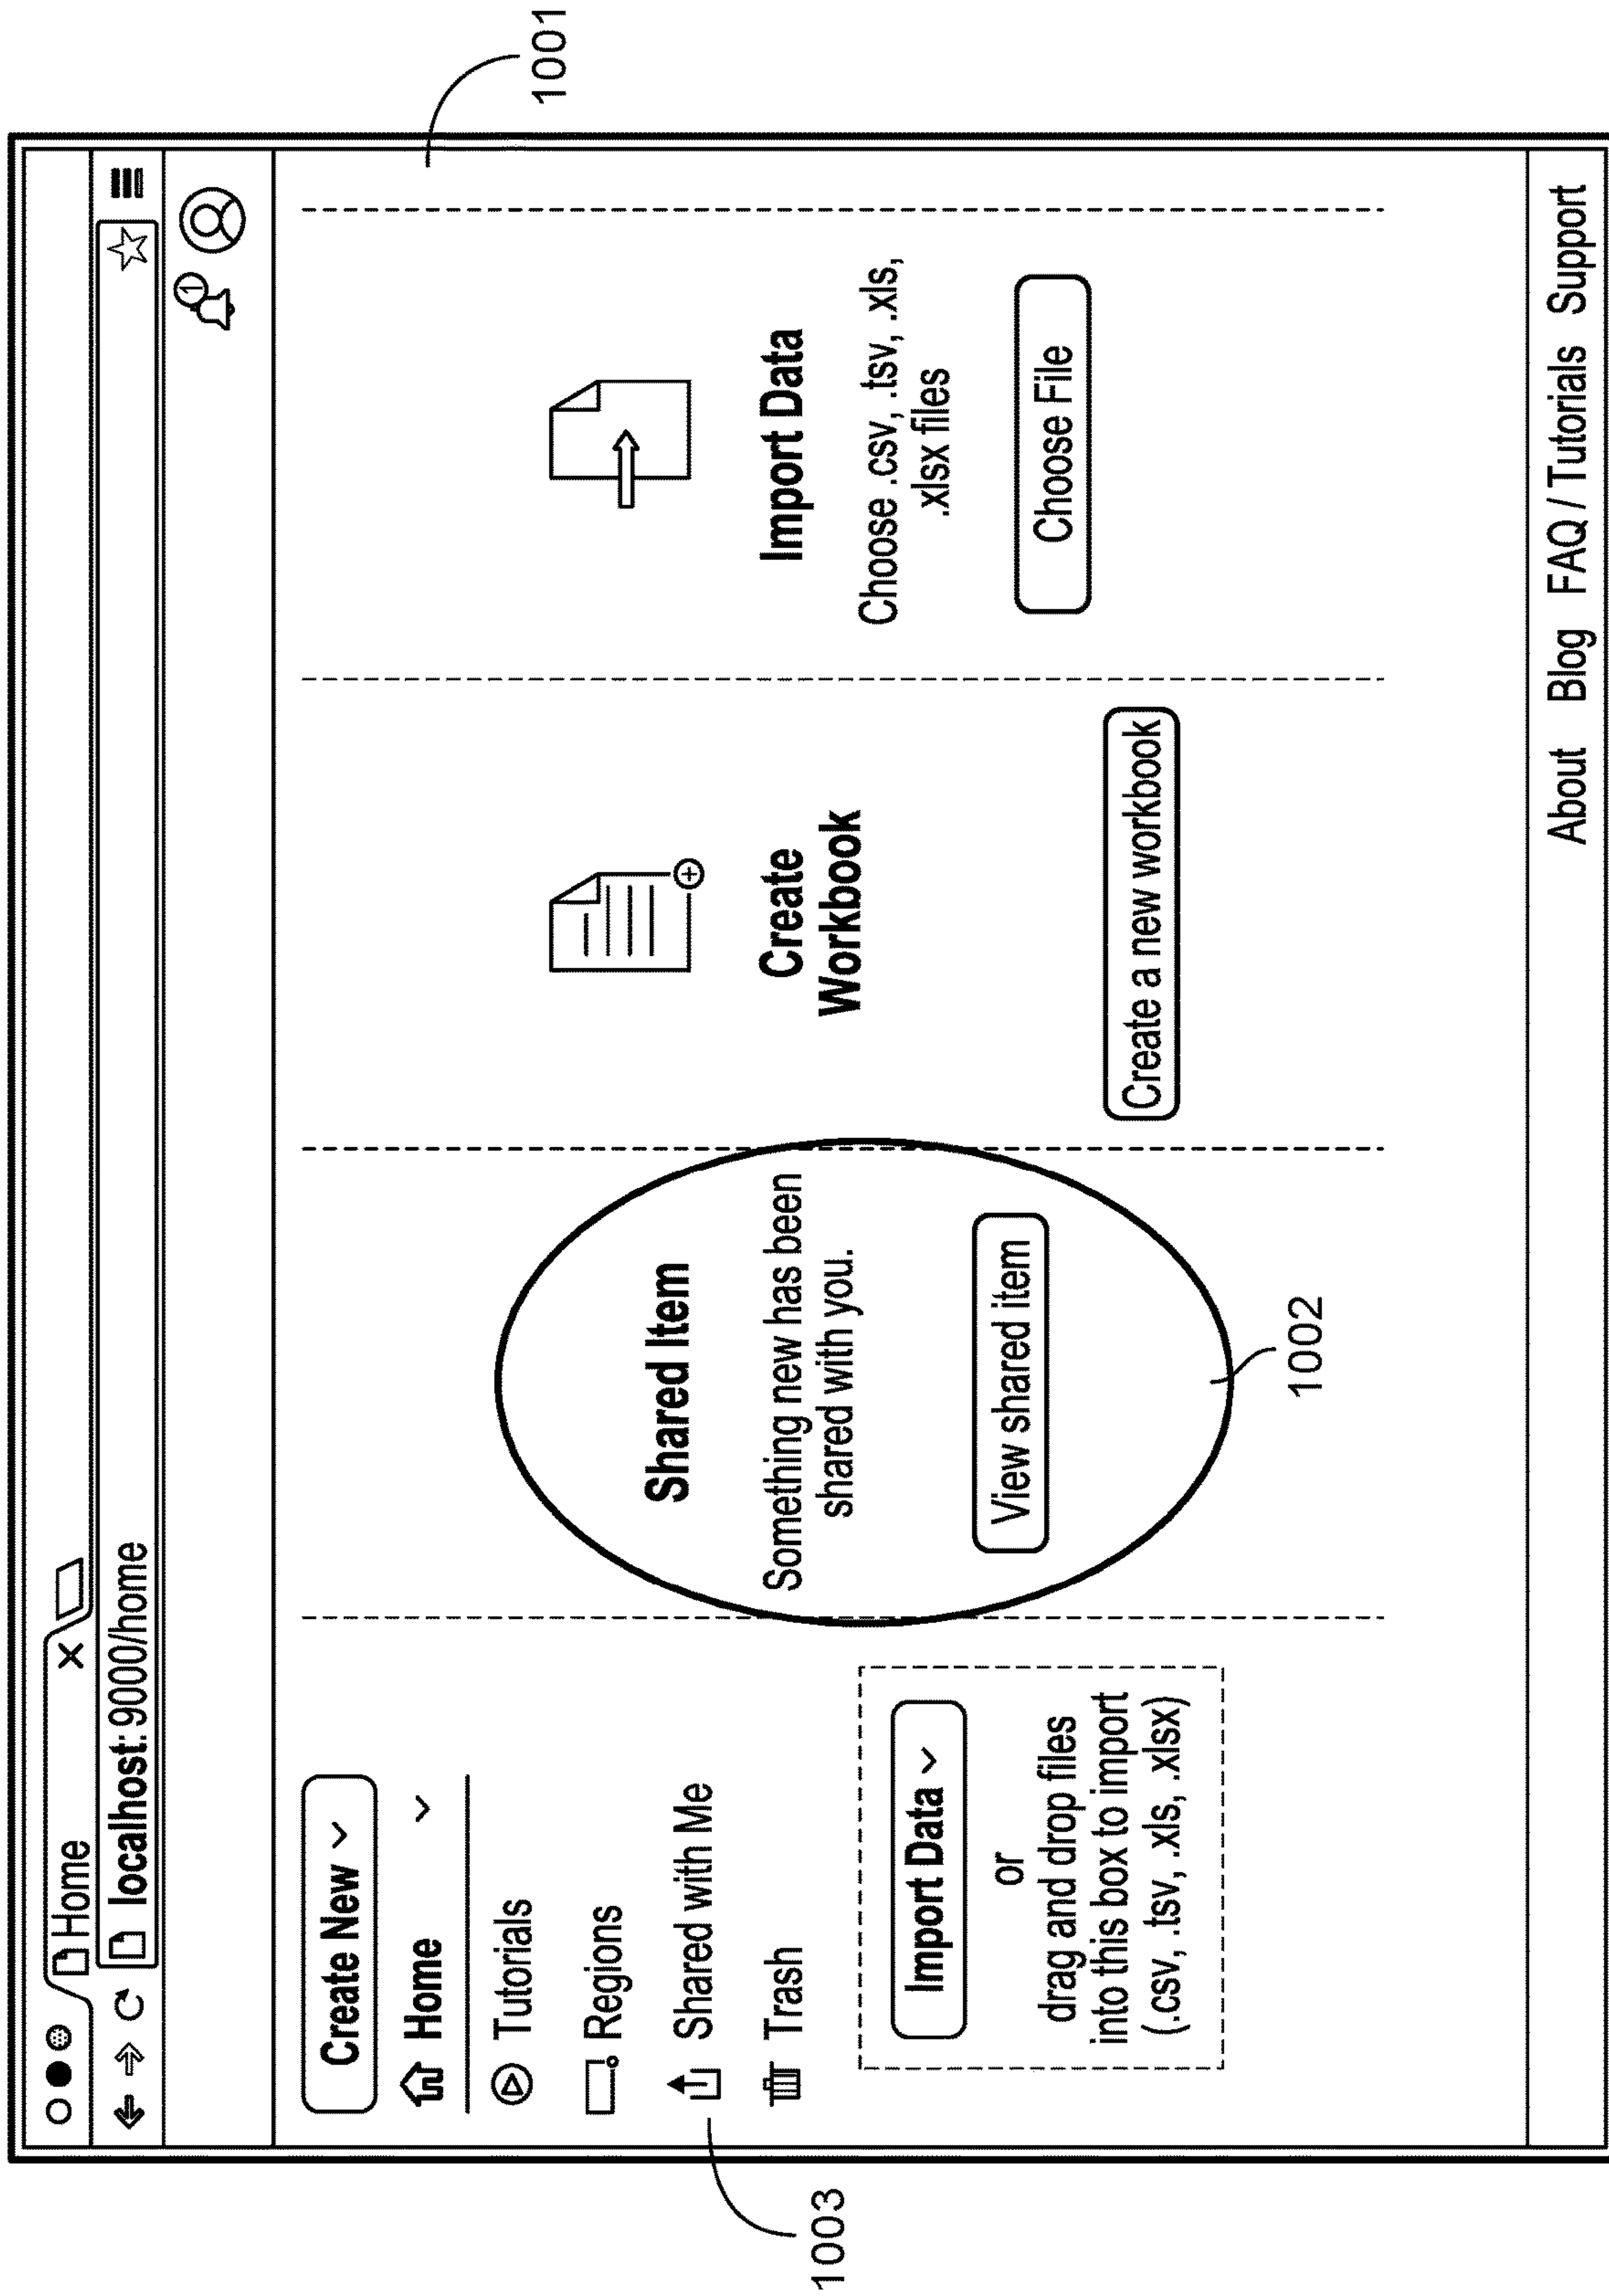 Home
localhost:9000/home
1
1001
Create New
Home
Tutorials
Regions
Shared with Me
Trash
1003
Import Data
or
drag and drop files
into this box to import
(.csv, .tsv, .xls, .xlsx)
Shared Item
Something new has been
shared with you.
View shared item
1002
Create
Workbook
Create a new workbook
Import Data
Choose .csv, .tsv, .xls,
.xlsx files
Choose File
About Blog FAQ / Tutorials Support